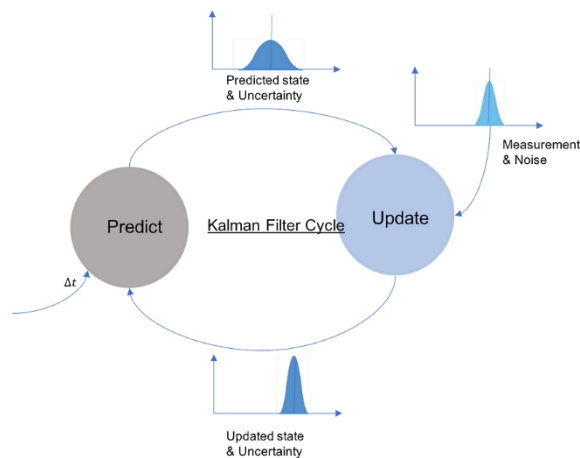 Predicted state
& Uncertainty
Measurement
& Noise
Predict
Kalman Filter Cycle
Update
Δt
Updated state
& Uncertainty